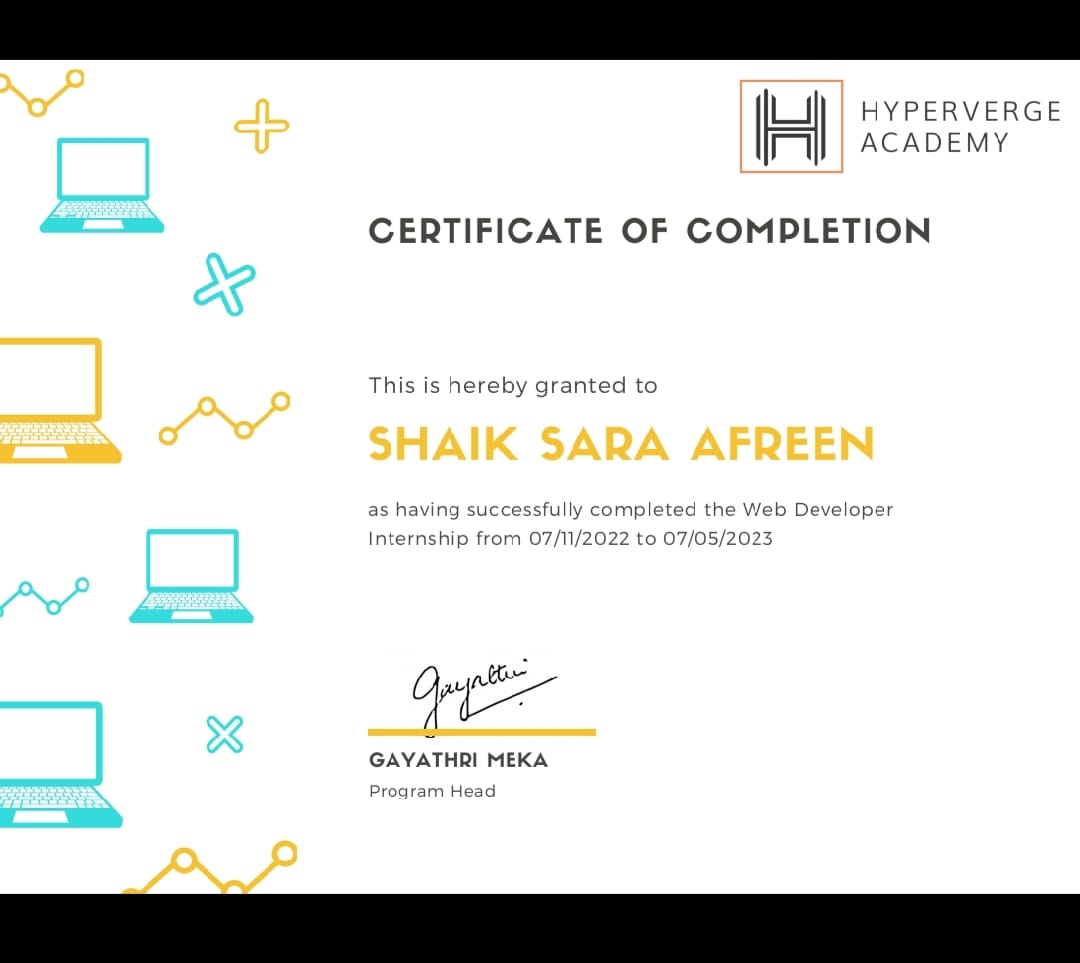 HYPERVERGE
ACADEMY
CERTIFICATE OF COMPLETION
This is hereby granted to
SHAIK SARA AFREEN
as having successfully completed the Web Developer
Internship from 07/11/2022 to 07/05/2023
Gayathri
GAYATHRI MEKA
Program Head